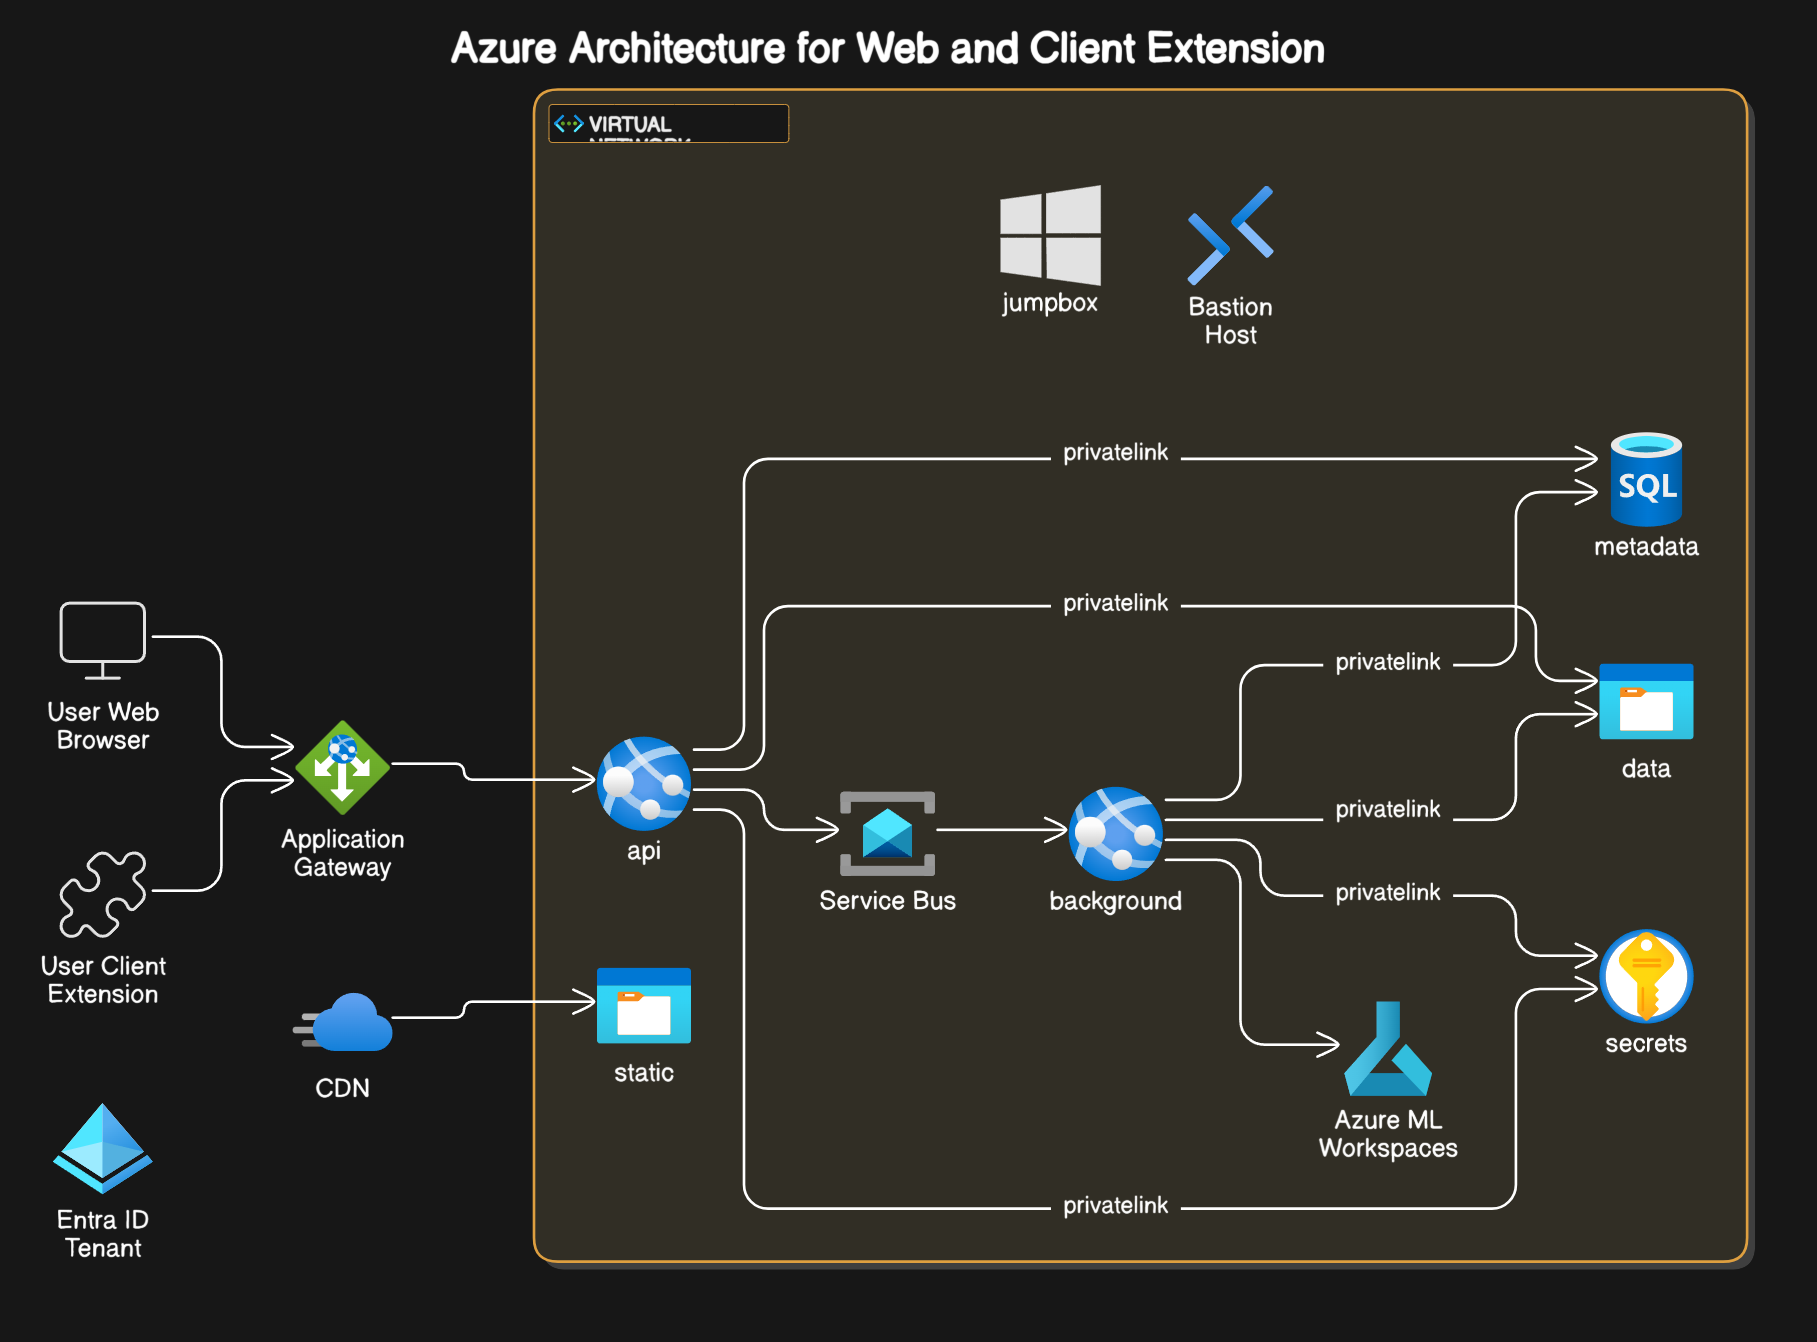 Azure Architecture for Web and Client Extension
VIRTUAL
NETWORK
jumpbox
Bastion
Host
privatelink
SQL
metadata
privatelink
privatelink
User Web
Browser
data
privatelink
Application
Gateway
api
Service Bus
background
privatelink
User Client
Extension
static
secrets
CDN
Azure ML
Workspaces
privatelink
Entra ID
Tenant